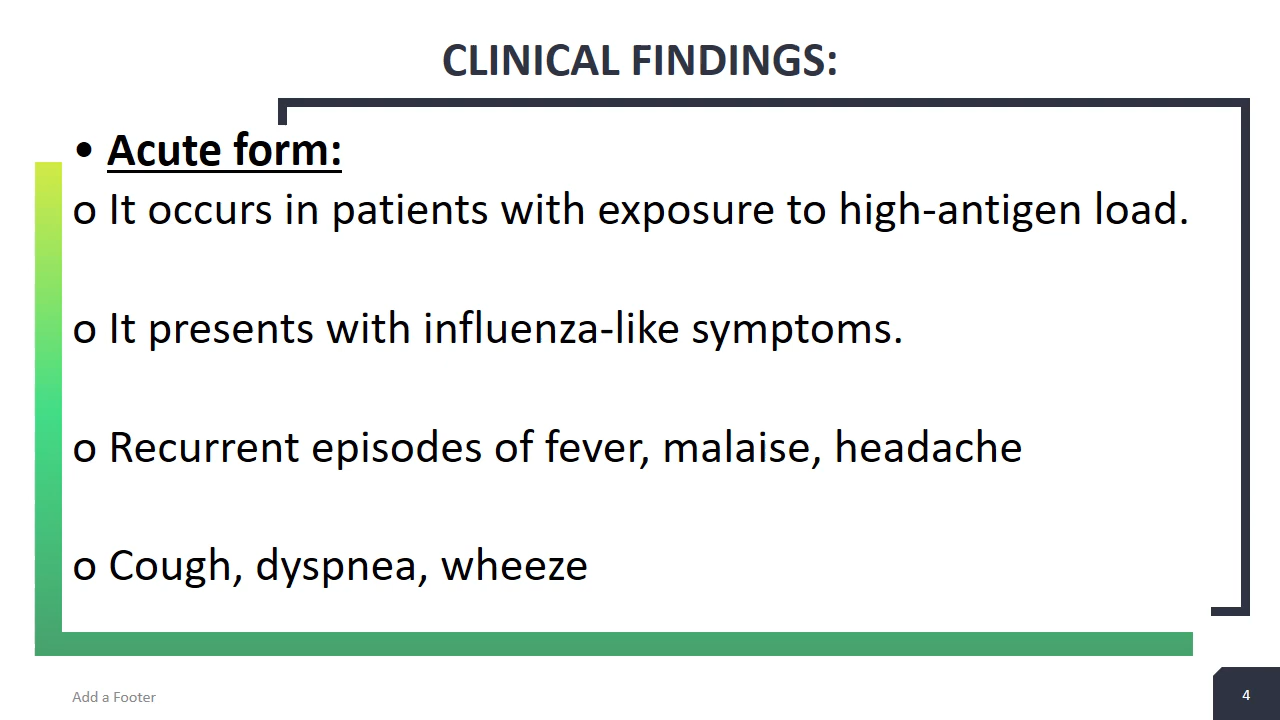 CLINICAL FINDINGS:
• Acute form:
o It occurs in patients with exposure to high-antigen load.
o It presents with influenza-like symptoms.
o Recurrent episodes of fever, malaise, headache
o Cough, dyspnea, wheeze
Add a Footer
4